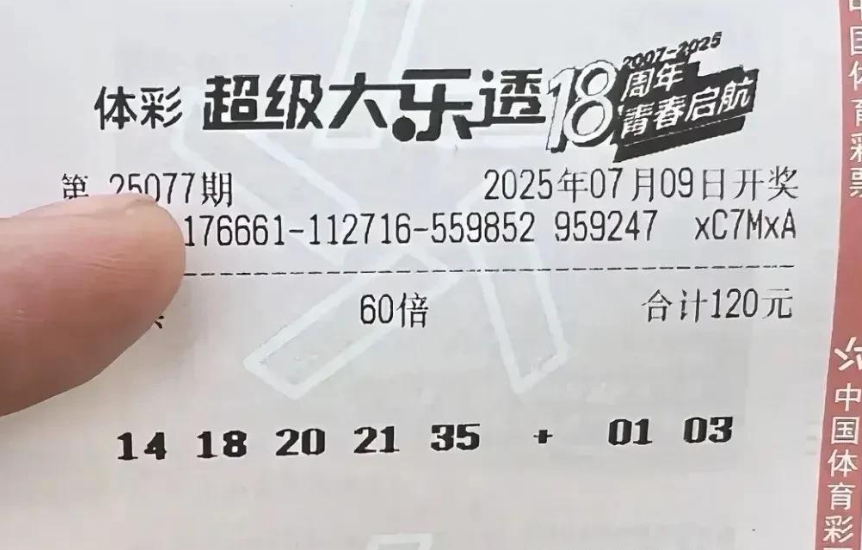 2007-2025
体彩 超级大乐透 18周年
青春启航
第 25077期 2025年07月09日开奖
176661-112716-559852 959247 xC7MxA
60倍 合计120元
14 18 20 21 35 + 01 03
中国体育彩票
中国体育彩